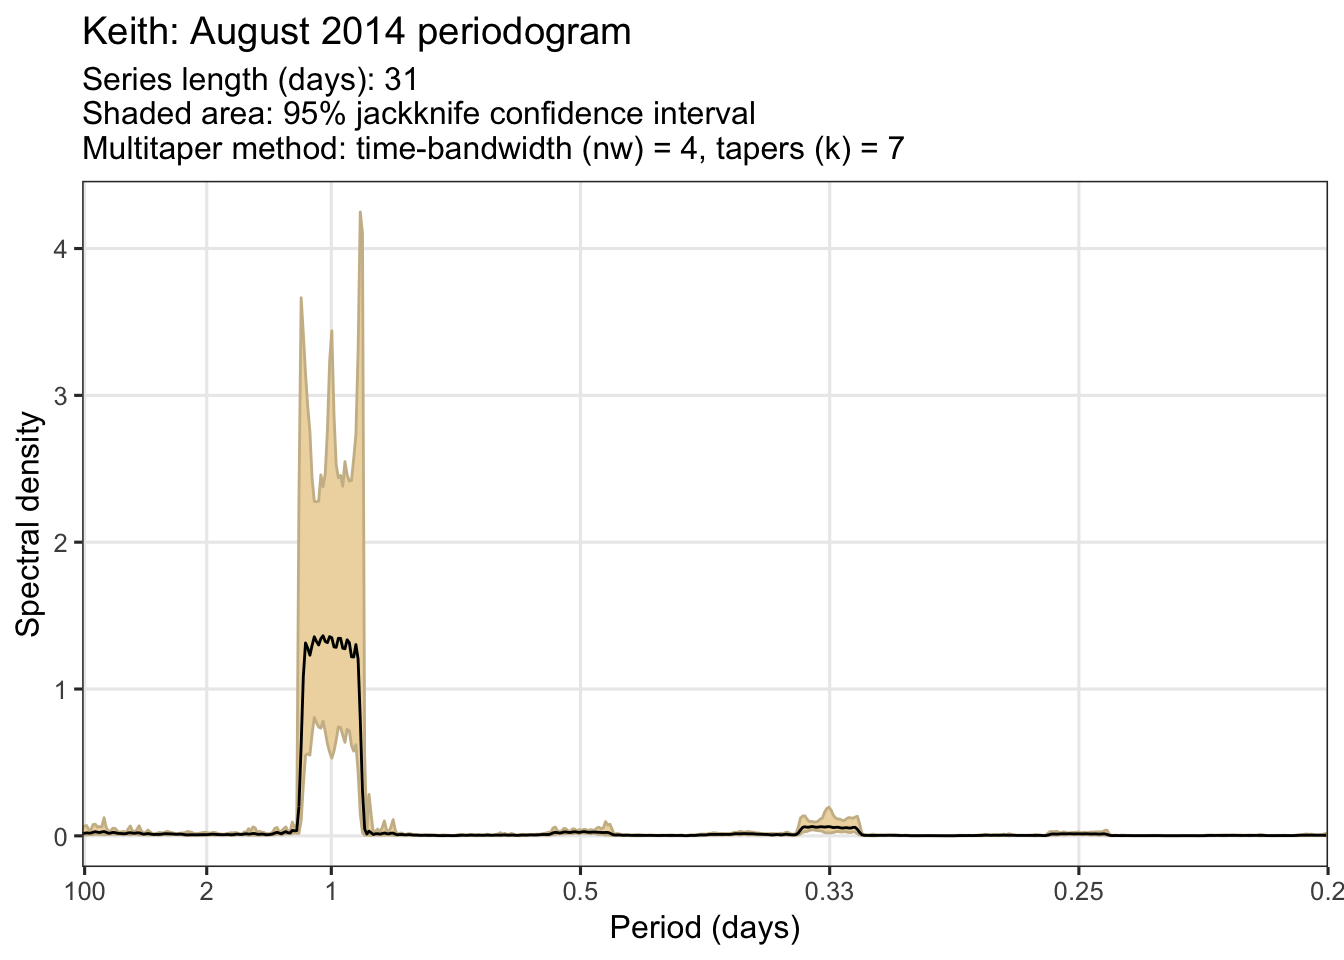 Keith: August 2014 periodogram
Series length (days): 31
Shaded area: 95% jackknife confidence interval
Multitaper method: time-bandwidth (nw) = 4, tapers (k) = 7
Spectral density
4
3
2
1
0
100 2 1 0.5 0.33 0.25 0.2
Period (days)